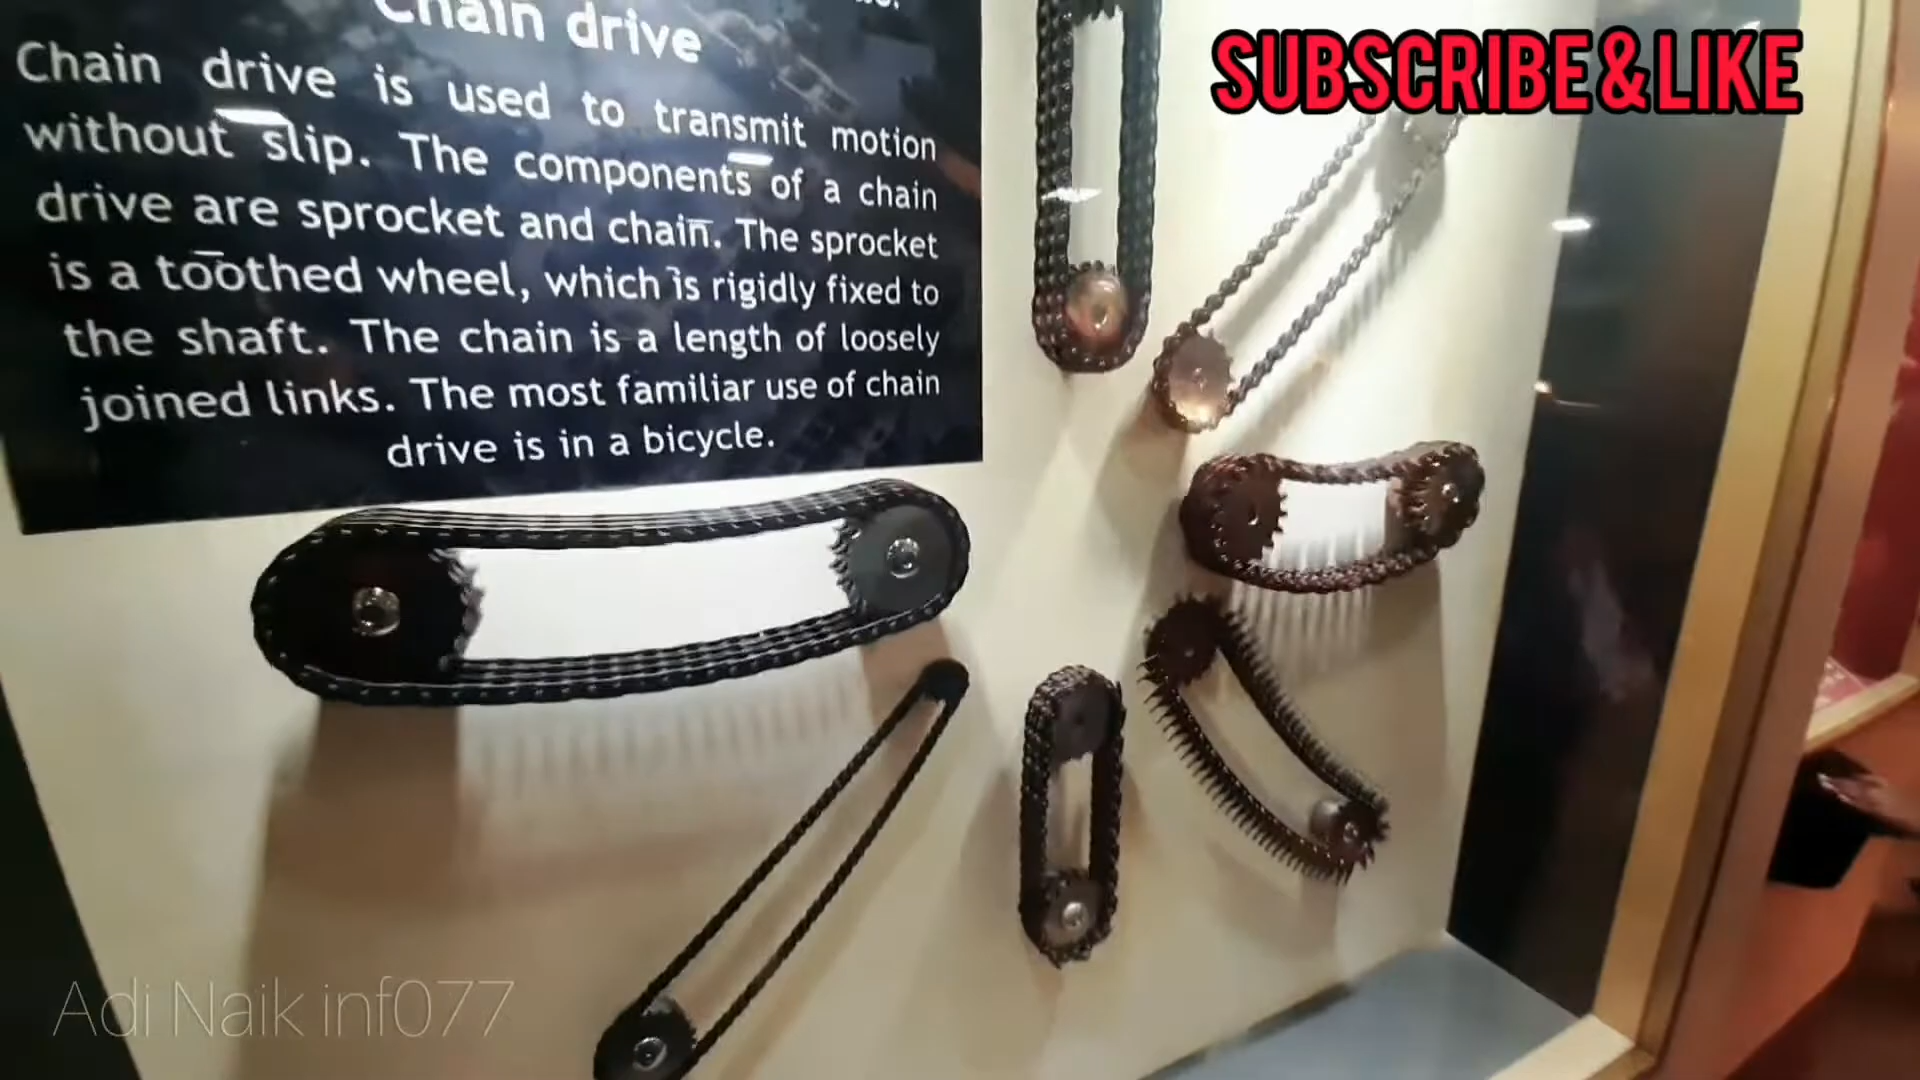 Chain drive
Chain drive is used to transmit motion
without slip. The components of a chain
drive are sprocket and chain. The sprocket
is a toothed wheel, which is rigidly fixed to
the shaft. The chain is a length of loosely
joined links. The most familiar use of chain
drive is in a bicycle.
SUBSCRIBE & LIKE
Adi Naik inf077